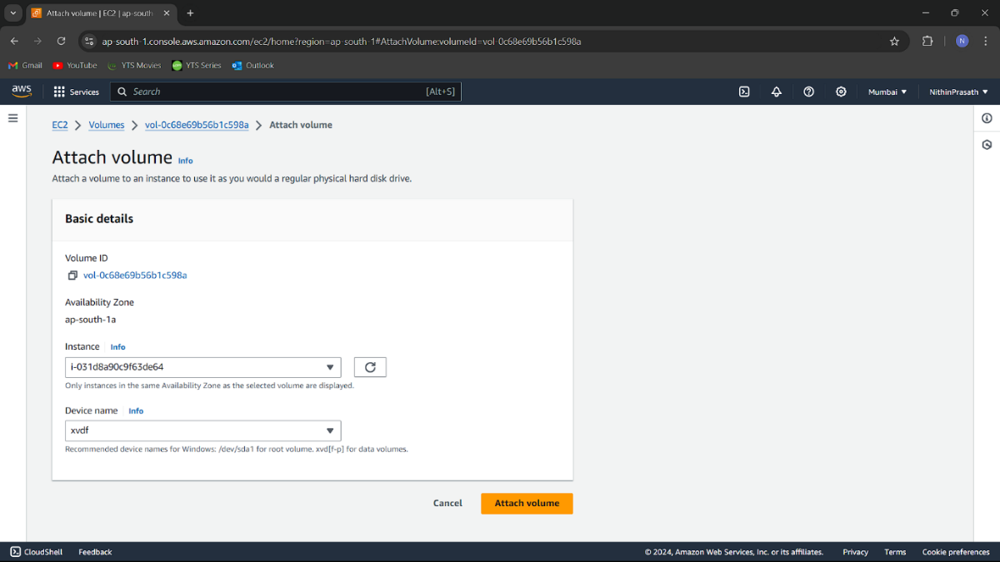 Attach volume | EC2 | ap-south
ap-south-1.console.aws.amazon.com/ec2/home?region=ap-south-1#AttachVolume:volumeId=vol-0c68e69b56b1c598a
N
Gmail YouTube YTS Movies YTS Series Outlook
aws Services Search [Alt+S] Mumbai NithinPrasath
EC2 Volumes vol-0c68e69b56b1c598a Attach volume
Attach volume Info
Attach a volume to an instance to use it as you would a regular physical hard disk drive.
Basic details
Volume ID
vol-0c68e69b56b1c598a
Availability Zone
ap-south-1a
Instance Info
i-031d8a90c9f63de64
Only instances in the same Availability Zone as the selected volume are displayed.
Device name Info
xvdf
Recommended device names for Windows: /dev/sda1 for root volume. xvd[f-p] for data volumes.
Cancel Attach volume
CloudShell Feedback © 2024, Amazon Web Services, Inc. or its affiliates. Privacy Terms Cookie preferences